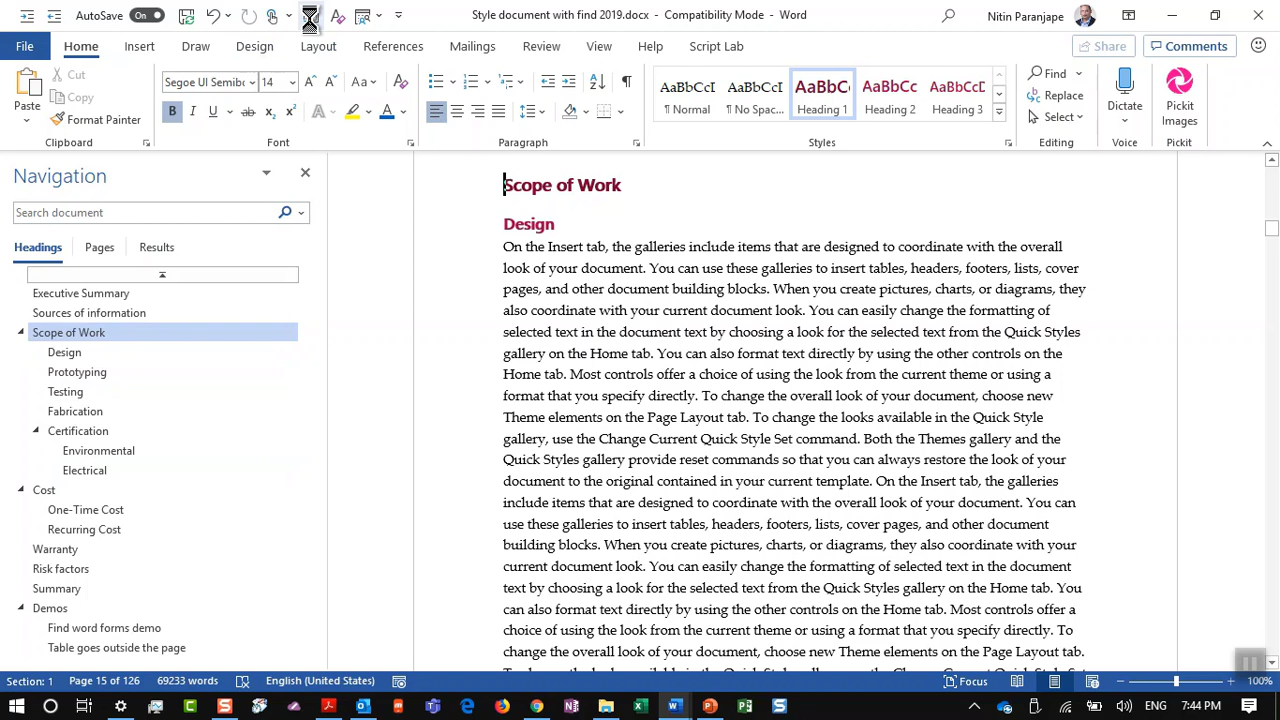 AutoSave On
Style document with find 2019.docx - Compatibility Mode - Word
Nitin Paranjape
File Home Insert Draw Design Layout References Mailings Review View Help Script Lab Share Comments
Paste
Cut
Copy
Format Painter
Clipboard
Segoe UI Semib 14
Font
Paragraph
AaBbCcI AaBbCcI AaBbC AaBbCc AaBbCcD
¶ Normal ¶ No Spac... Heading 1 Heading 2 Heading 3
Styles
Find
Replace
Select
Editing
Dictate
Voice
Pickit
Images
Pickit
Navigation
Search document
Headings Pages Results
Executive Summary
Sources of information
Scope of Work
Design
Prototyping
Testing
Fabrication
Certification
Environmental
Electrical
Cost
One-Time Cost
Recurring Cost
Warranty
Risk factors
Summary
Demos
Find word forms demo
Table goes outside the page
Scope of Work
Design
On the Insert tab, the galleries include items that are designed to coordinate with the overall
look of your document. You can use these galleries to insert tables, headers, footers, lists, cover
pages, and other document building blocks. When you create pictures, charts, or diagrams, they
also coordinate with your current document look. You can easily change the formatting of
selected text in the document text by choosing a look for the selected text from the Quick Styles
gallery on the Home tab. You can also format text directly by using the other controls on the
Home tab. Most controls offer a choice of using the look from the current theme or using a
format that you specify directly. To change the overall look of your document, choose new
Theme elements on the Page Layout tab. To change the looks available in the Quick Style
gallery, use the Change Current Quick Style Set command. Both the Themes gallery and the
Quick Styles gallery provide reset commands so that you can always restore the look of your
document to the original contained in your current template. On the Insert tab, the galleries
include items that are designed to coordinate with the overall look of your document. You can
use these galleries to insert tables, headers, footers, lists, cover pages, and other document
building blocks. When you create pictures, charts, or diagrams, they also coordinate with your
current document look. You can easily change the formatting of selected text in the document
text by choosing a look for the selected text from the Quick Styles gallery on the Home tab. You
can also format text directly by using the other controls on the Home tab. Most controls offer a
choice of using the look from the current theme or using a format that you specify directly. To
change the overall look of your document, choose new Theme elements on the Page Layout tab.
Section: 1 Page 15 of 126 69233 words English (United States) Focus 100%
ENG 7:44 PM